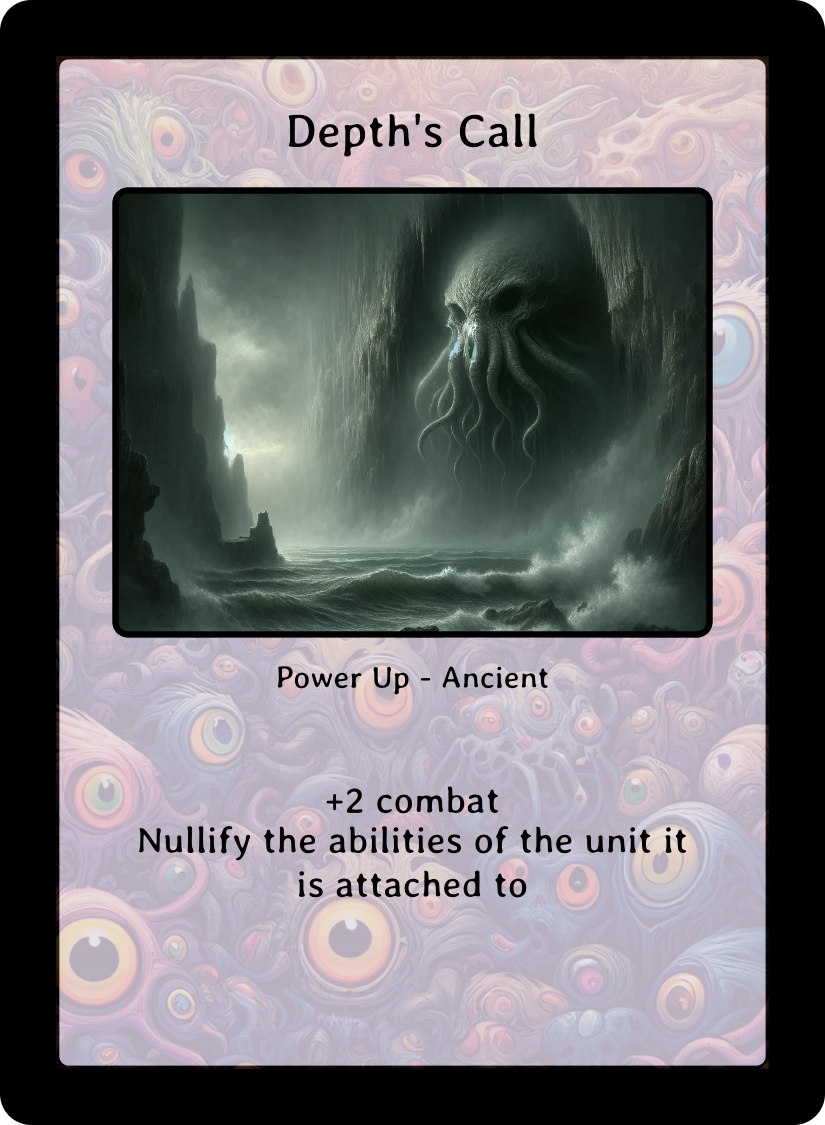 Depth's Call
Power Up - Ancient
+2 combat
Nullify the abilities of the unit it
is attached to